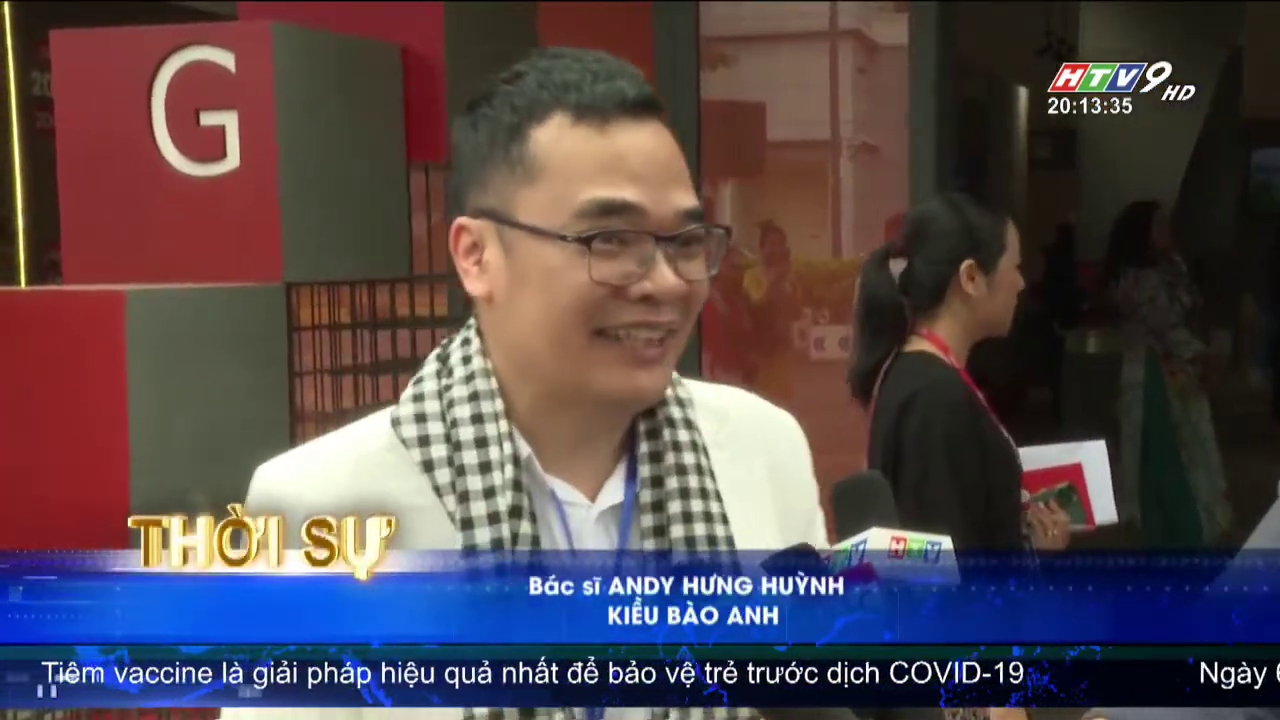 G
HTV9 HD
20:13:35
THỜI SỰ
HTV
Bác sĩ ANDY HƯNG HUỲNH
KIỀU BÀO ANH
Tiêm vaccine là giải pháp hiệu quả nhất để bảo vệ trẻ trước dịch COVID-19
Ngày